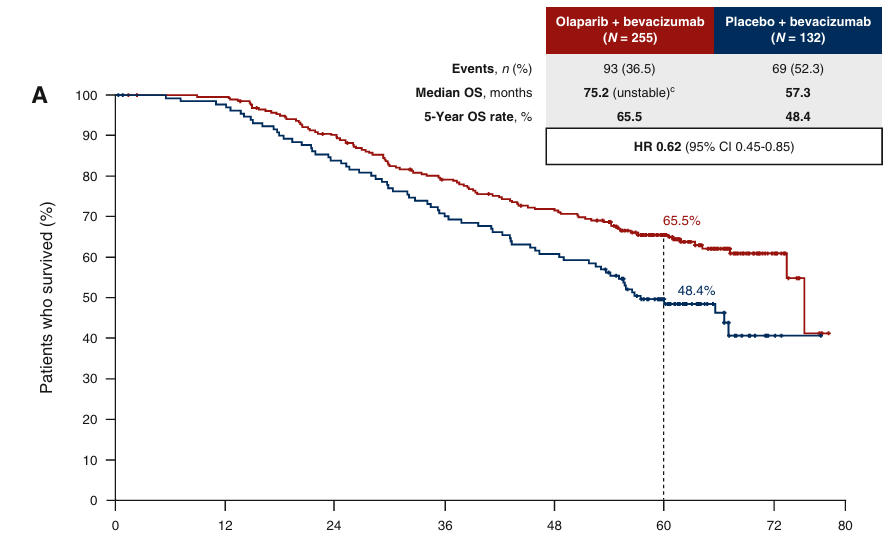 Olaparib + bevacizumab Placebo + bevacizumab
(N = 255) (N = 132)
Events, n (%) 93 (36.5) 69 (52.3)
Median OS, months 75.2 (unstable)c 57.3
5-Year OS rate, % 65.5 48.4
HR 0.62 (95% CI 0.45-0.85)
A
Patients who survived (%)
100
90
80
70
60
50
40
30
20
10
0
65.5%
48.4%
0 12 24 36 48 60 72 80